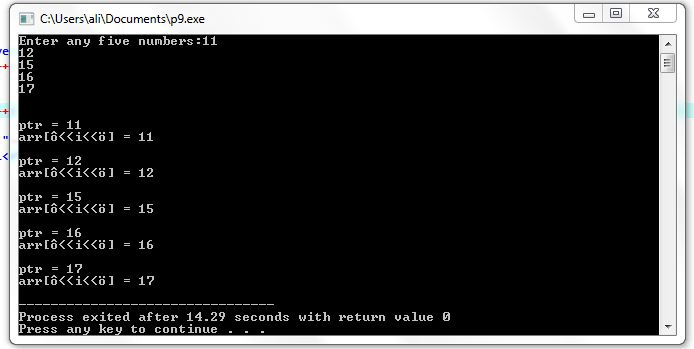 C:\Users\ali\Documents\p9.exe
Enter any five numbers:11
12
15
16
17
ptr = 11
arr[ô<<i<<ö] = 11
ptr = 12
arr[ô<<i<<ö] = 12
ptr = 15
arr[ô<<i<<ö] = 15
ptr = 16
arr[ô<<i<<ö] = 16
ptr = 17
arr[ô<<i<<ö] = 17
--------------------------------
Process exited after 14.29 seconds with return value 0
Press any key to continue . . .